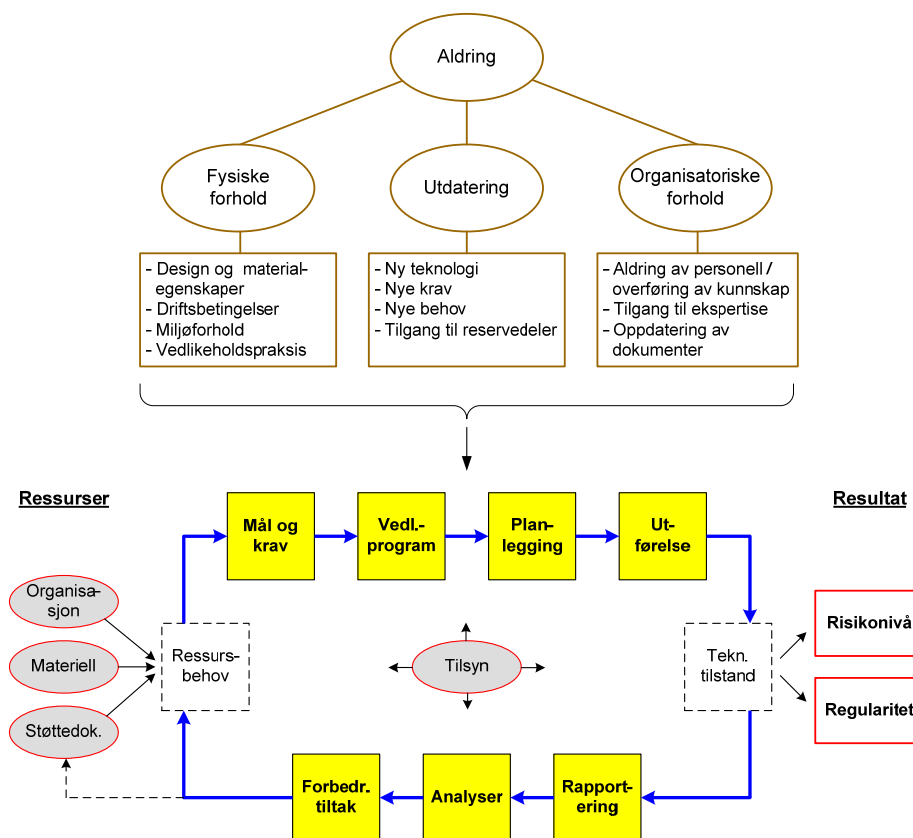 Aldring
Fysiske
forhold
Utdatering
Organisatoriske
forhold
- Design og material-
egenskaper
- Driftsbetingelser
- Miljøforhold
- Vedlikeholdspraksis
- Ny teknologi
- Nye krav
- Nye behov
- Tilgang til reservedeler
- Aldring av personell /
overføring av kunnskap
- Tilgang til ekspertise
- Oppdatering av
dokumenter
Ressurser
Resultat
Mål og
krav
Vedl.-
program
Plan-
legging
Ut-
førelse
Organisa-
sjon
Materiell
Støttedok.
Ressurs-
behov
Tilsyn
Tekn.
tilstand
Risikonivå
Regularitet
Forbedr.
tiltak
Analyser
Rapport-
ering